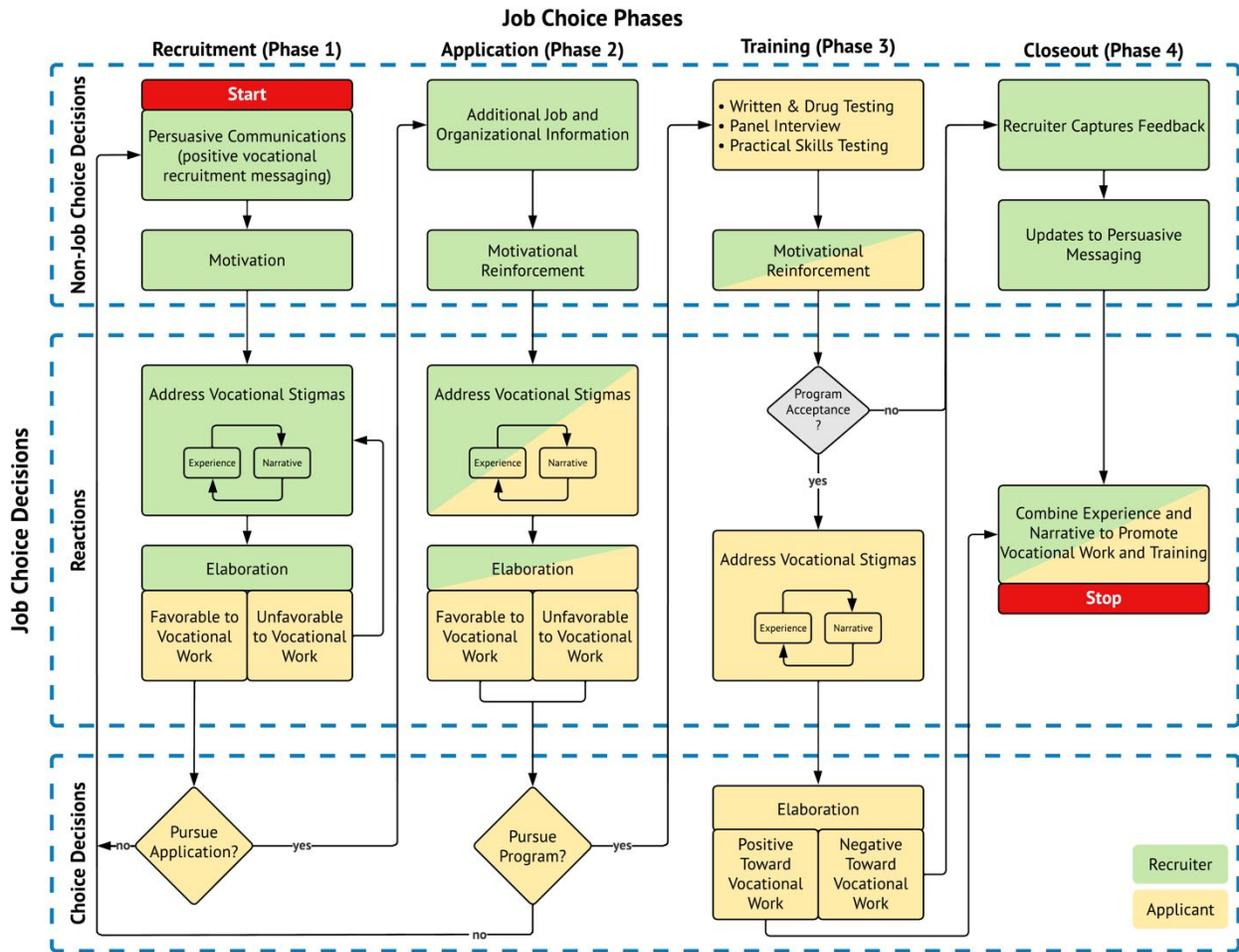 Job Choice Phases
Recruitment (Phase 1)
Application (Phase 2)
Training (Phase 3)
Closeout (Phase 4)
Job Choice Decisions
Non-Job Choice Decisions
Start
Persuasive Communications
(positive vocational
recruitment messaging)
Motivation
Additional Job and
Organizational Information
Motivational
Reinforcement
• Written & Drug Testing
• Panel Interview
• Practical Skills Testing
Motivational
Reinforcement
Recruiter Captures Feedback
Updates to Persuasive
Messaging
Reactions
Address Vocational Stigmas
Experience
Narrative
Elaboration
Favorable to
Vocational
Work
Unfavorable
to Vocational
Work
Address Vocational Stigmas
Experience
Narrative
Elaboration
Favorable to
Vocational
Work
Unfavorable
to Vocational
Work
Program
Acceptance
?
no
yes
Address Vocational Stigmas
Experience
Narrative
Combine Experience and
Narrative to Promote
Vocational Work and Training
Stop
Choice Decisions
no
Pursue
Application?
yes
Pursue
Program?
yes
no
Elaboration
Positive
Toward
Vocational
Work
Negative
Toward
Vocational
Work
Recruiter
Applicant